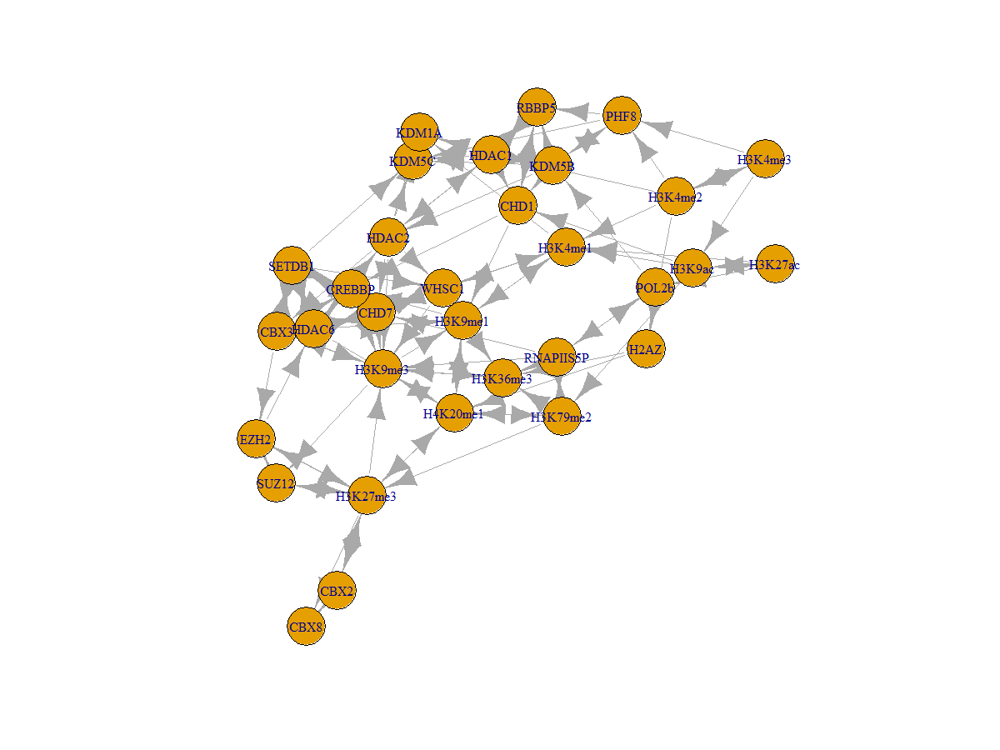 RBBP5
PHF8
KDM1A
KDM5C
HDAC1
KDM5B
H3K4me3
H3K4me2
CHD1
HDAC2
H3K4me1
SETDB1
H3K9ac
H3K27ac
CREBBP
WHSC1
POL2b
CHD7
H3K9me1
CBX3
HDAC6
H2AZ
RNAPIIS5P
H3K9me3
H3K36me3
H4K20me1
H3K79me2
EZH2
SUZ12
H3K27me3
CBX2
CBX8